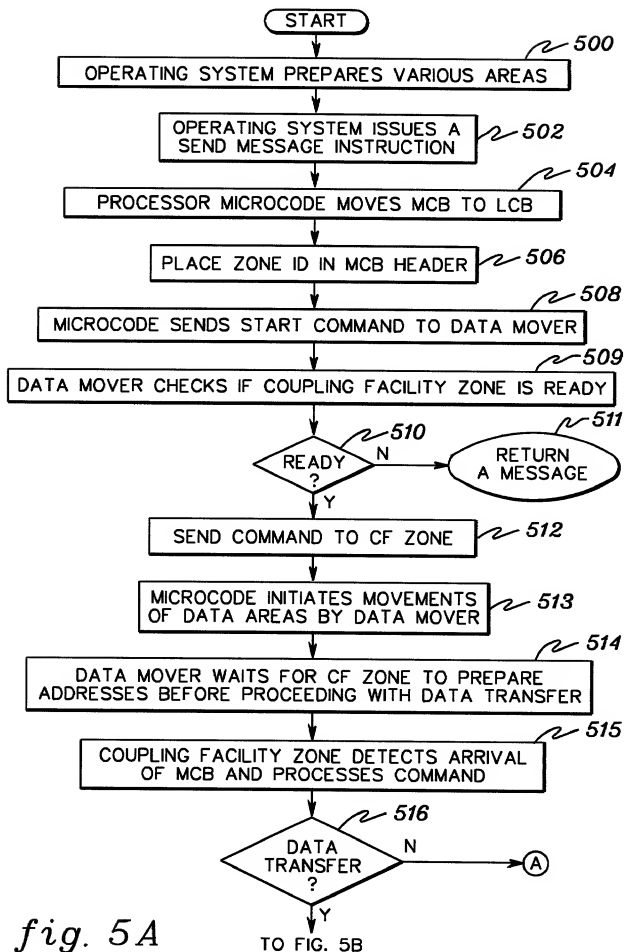 START
500
OPERATING SYSTEM PREPARES VARIOUS AREAS
OPERATING SYSTEM ISSUES A
SEND MESSAGE INSTRUCTION
502
504
PROCESSOR MICROCODE MOVES MCB TO LCB
PLACE ZONE ID IN MCB HEADER
506
508
MICROCODE SENDS START COMMAND TO DATA MOVER
509
DATA MOVER CHECKS IF COUPLING FACILITY ZONE IS READY
510
511
READY
?
N
RETURN
A MESSAGE
Y
SEND COMMAND TO CF ZONE
512
MICROCODE INITIATES MOVEMENTS
OF DATA AREAS BY DATA MOVER
513
514
DATA MOVER WAITS FOR CF ZONE TO PREPARE
ADDRESSES BEFORE PROCEEDING WITH DATA TRANSFER
515
COUPLING FACILITY ZONE DETECTS ARRIVAL
OF MCB AND PROCESSES COMMAND
516
DATA
TRANSFER
?
N
A
Y
fig. 5A
TO FIG. 5B